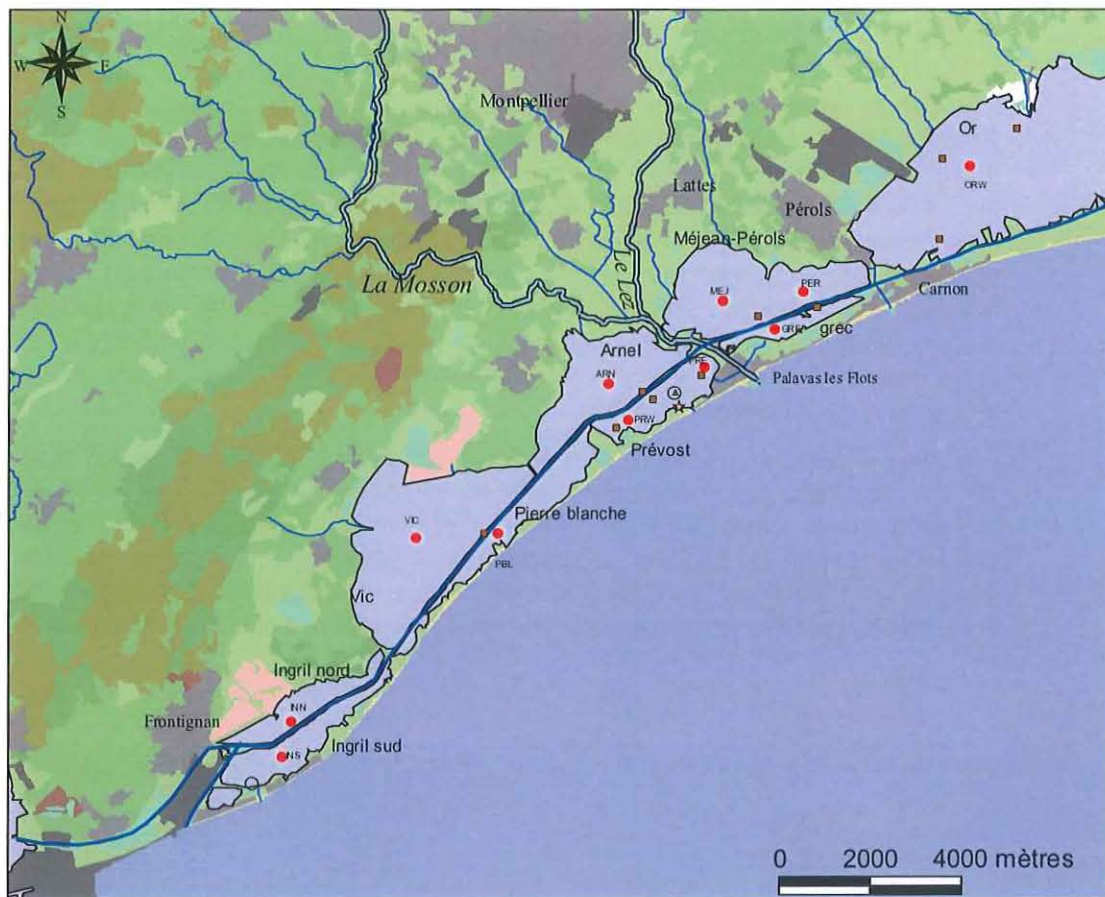 N
W E
S
Montpellier
Or
ORW
Lattes
Pérols
Méjean-Pérols
Le Lez
La Mosson
PER
MEJ
Carnon
GRE
grec
Arnel
PRE
ARN
Palavas les Flots
A
PRW
Prévost
Pierre blanche
VIC
PBL
Vic
Ingril nord
INN
Frontignan
Ingril sud
INS
0 2000 4000 mètres